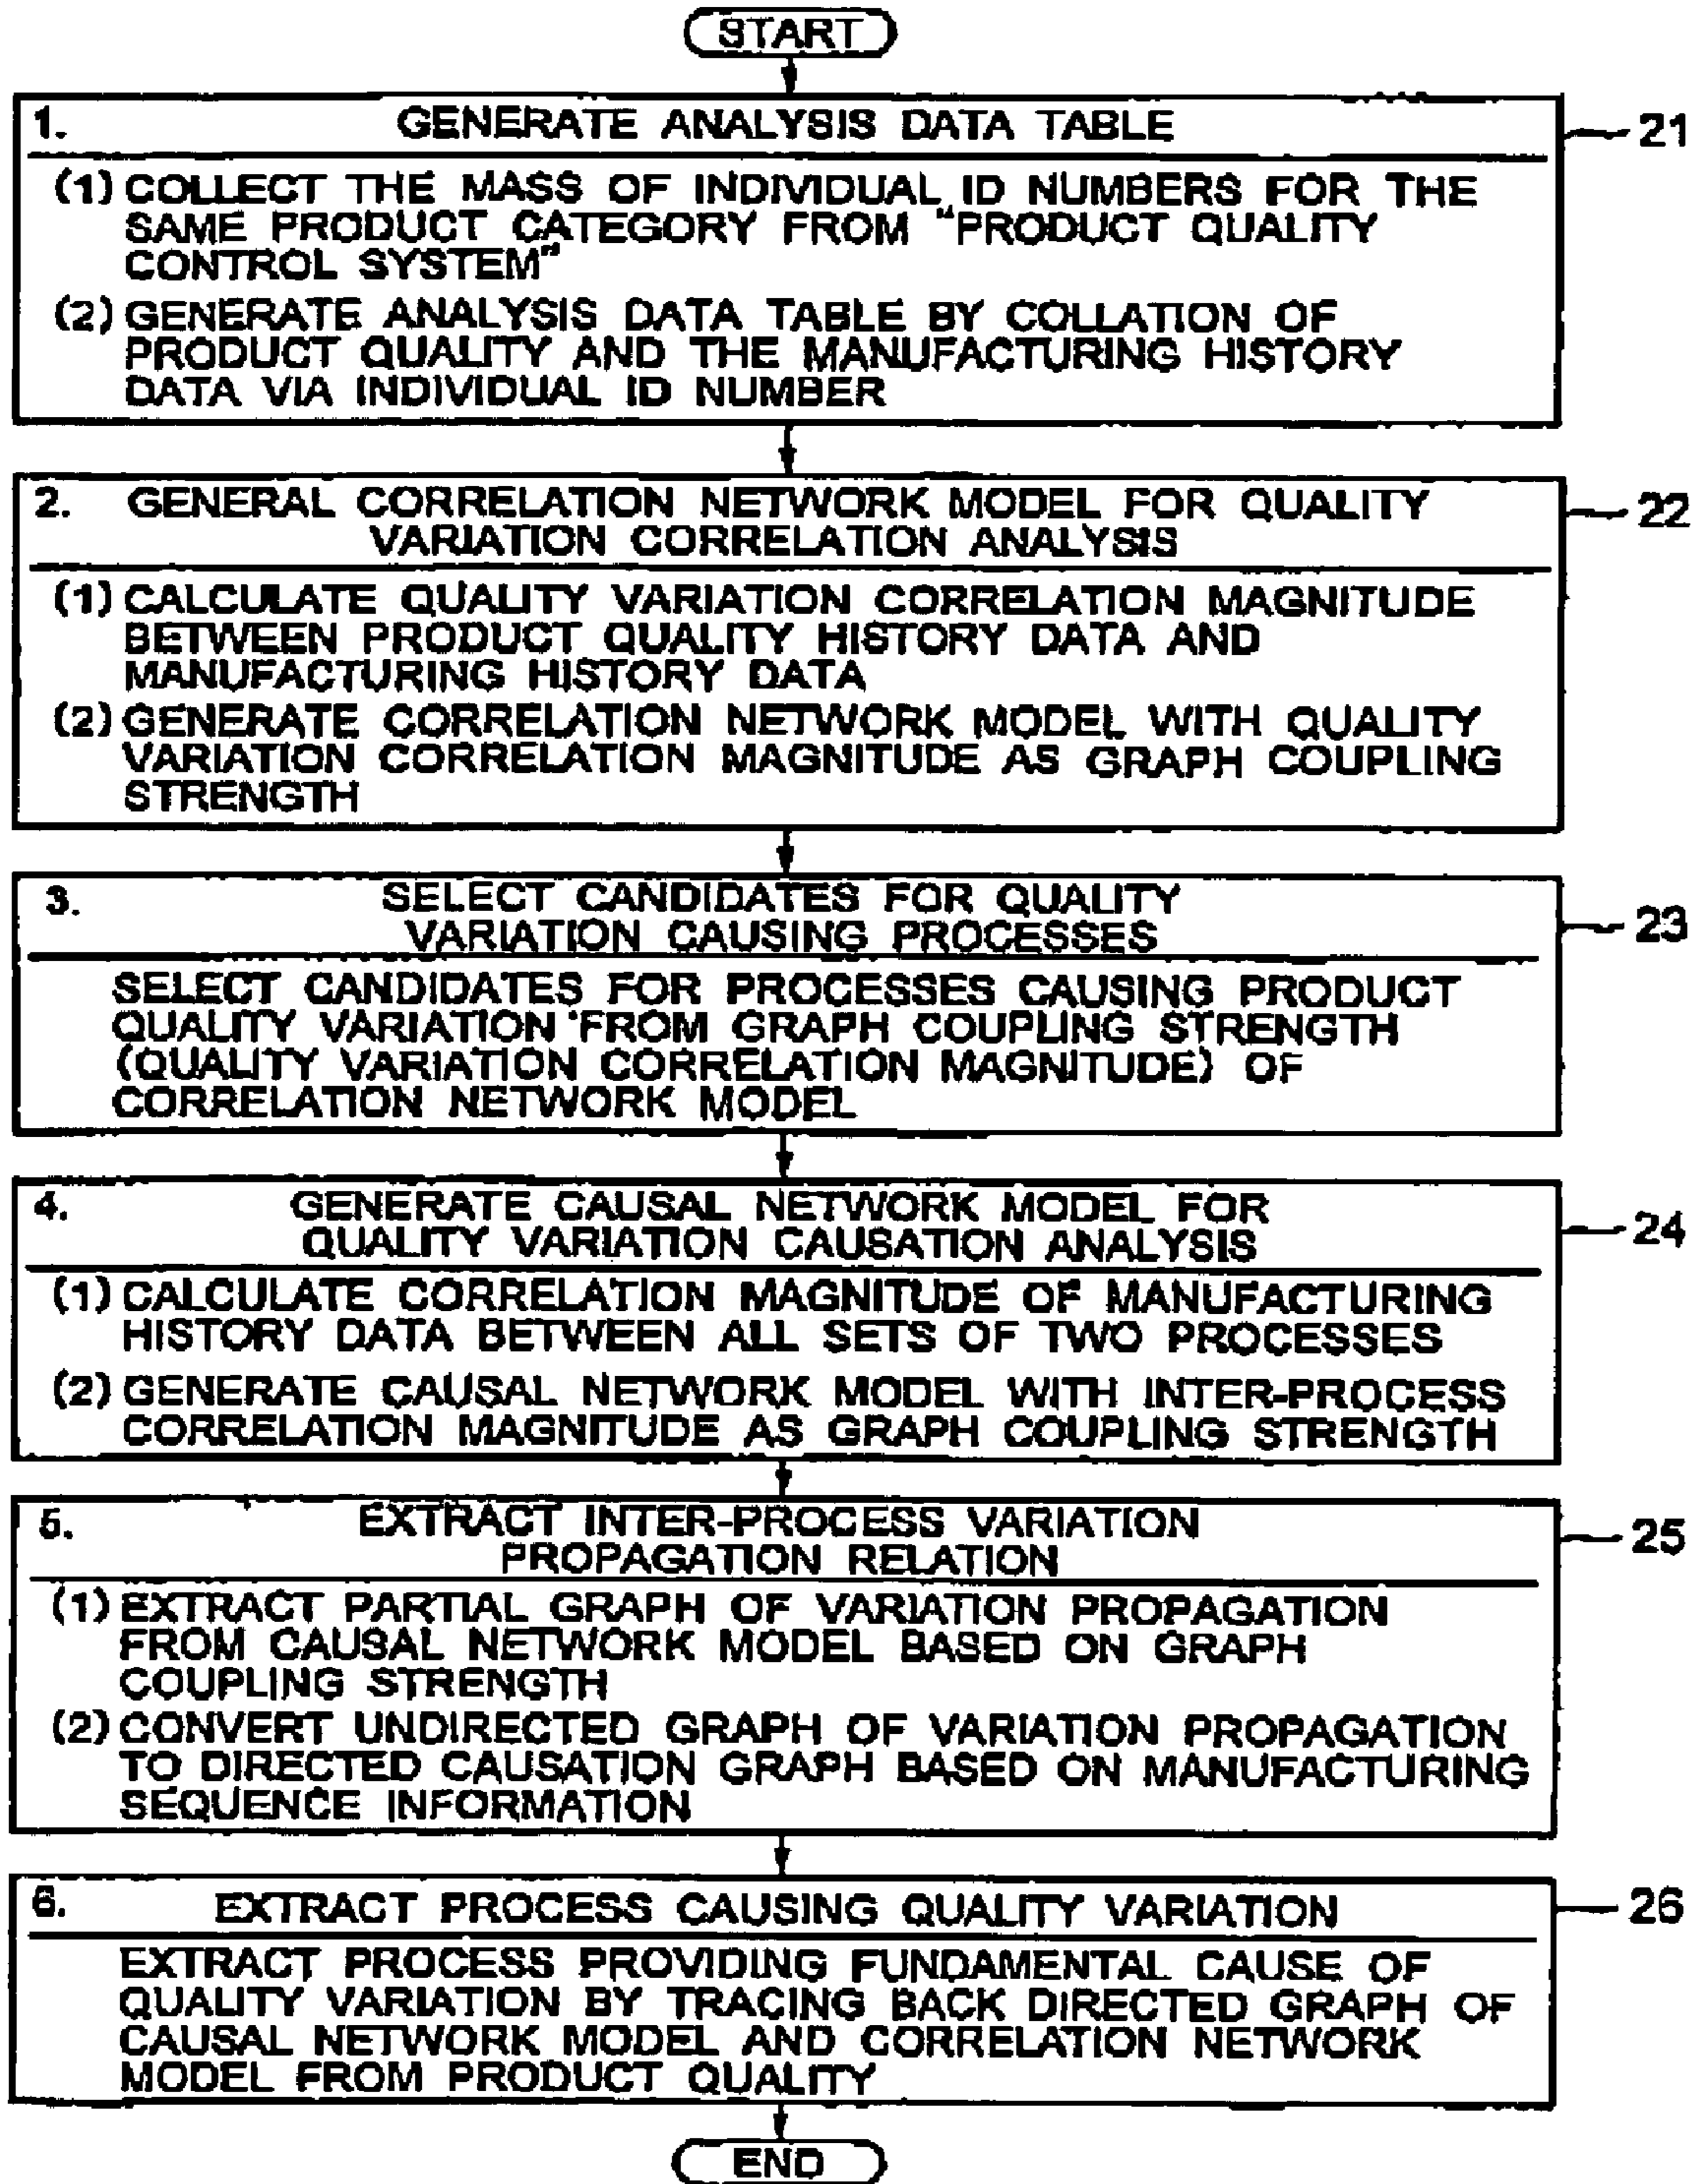 START
1. GENERATE ANALYSIS DATA TABLE
21
(1) COLLECT THE MASS OF INDIVIDUAL ID NUMBERS FOR THE
SAME PRODUCT CATEGORY FROM "PRODUCT QUALITY
CONTROL SYSTEM"
(2) GENERATE ANALYSIS DATA TABLE BY COLLATION OF
PRODUCT QUALITY AND THE MANUFACTURING HISTORY
DATA VIA INDIVIDUAL ID NUMBER
2. GENERAL CORRELATION NETWORK MODEL FOR QUALITY
VARIATION CORRELATION ANALYSIS
22
(1) CALCULATE QUALITY VARIATION CORRELATION MAGNITUDE
BETWEEN PRODUCT QUALITY HISTORY DATA AND
MANUFACTURING HISTORY DATA
(2) GENERATE CORRELATION NETWORK MODEL WITH QUALITY
VARIATION CORRELATION MAGNITUDE AS GRAPH COUPLING
STRENGTH
3. SELECT CANDIDATES FOR QUALITY
VARIATION CAUSING PROCESSES
23
SELECT CANDIDATES FOR PROCESSES CAUSING PRODUCT
QUALITY VARIATION FROM GRAPH COUPLING STRENGTH
(QUALITY VARIATION CORRELATION MAGNITUDE) OF
CORRELATION NETWORK MODEL
4. GENERATE CAUSAL NETWORK MODEL FOR
QUALITY VARIATION CAUSATION ANALYSIS
24
(1) CALCULATE CORRELATION MAGNITUDE OF MANUFACTURING
HISTORY DATA BETWEEN ALL SETS OF TWO PROCESSES
(2) GENERATE CAUSAL NETWORK MODEL WITH INTER-PROCESS
CORRELATION MAGNITUDE AS GRAPH COUPLING STRENGTH
5. EXTRACT INTER-PROCESS VARIATION
PROPAGATION RELATION
25
(1) EXTRACT PARTIAL GRAPH OF VARIATION PROPAGATION
FROM CAUSAL NETWORK MODEL BASED ON GRAPH
COUPLING STRENGTH
(2) CONVERT UNDIRECTED GRAPH OF VARIATION PROPAGATION
TO DIRECTED CAUSATION GRAPH BASED ON MANUFACTURING
SEQUENCE INFORMATION
6. EXTRACT PROCESS CAUSING QUALITY VARIATION
26
EXTRACT PROCESS PROVIDING FUNDAMENTAL CAUSE OF
QUALITY VARIATION BY TRACING BACK DIRECTED GRAPH OF
CAUSAL NETWORK MODEL AND CORRELATION NETWORK
MODEL FROM PRODUCT QUALITY
END